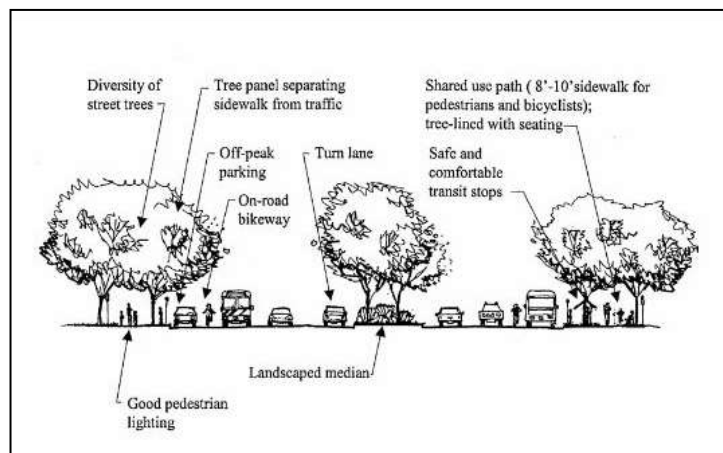 Diversity of
street trees
Tree panel separating
sidewalk from traffic
Shared use path ( 8'-10'sidewalk for
pedestrians and bicyclists);
tree-lined with seating
Off-peak
parking
Turn lane
Safe and
comfortable
transit stops
On-road
bikeway
Landscaped median
Good pedestrian
lighting